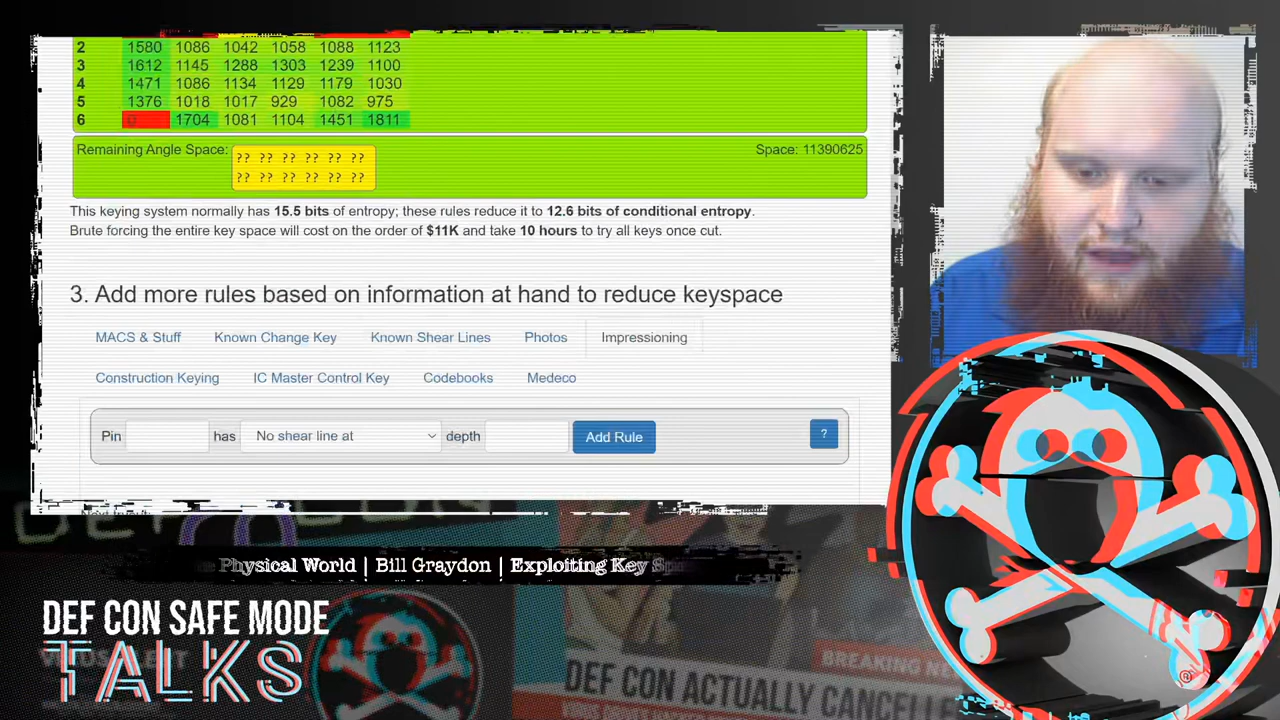 2 1580 1086 1042 1058 1088 1123
3 1612 1145 1288 1303 1239 1100
4 1471 1086 1134 1129 1179 1030
5 1376 1018 1017 929 1082 975
6 0 1704 1081 1104 1451 1811
Remaining Angle Space: ?? ?? ?? ?? ?? ?? Space: 11390625
?? ?? ?? ?? ?? ??
This keying system normally has 15.5 bits of entropy; these rules reduce it to 12.6 bits of conditional entropy.
Brute forcing the entire key space will cost on the order of $11K and take 10 hours to try all keys once cut.
3. Add more rules based on information at hand to reduce keyspace
MACS & Stuff Known Change Key Known Shear Lines Photos Impressioning
Construction Keying IC Master Control Key Codebooks Medeco
Pin has No shear line at depth Add Rule ?
DEF CON
Physical World | Bill Graydon | Exploiting Key Sp
DEF CON SAFE MODE
TALKS
BREAKING NE
DEF CON ACTUALLY CANCELLE
®